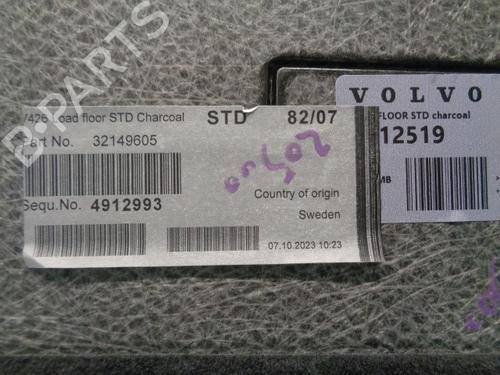 V426 Load floor STD Charcoal STD 82/07
Part No. 32149605
Sequ.No. 4912993
Country of origin
Sweden
07.10.2023 10:23
VOLVO
FLOOR STD charcoal
12519
B-PARTS